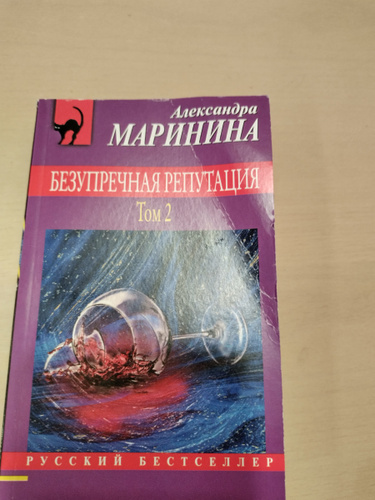 Александра
МАРИНИНА
БЕЗУПРЕЧНАЯ РЕПУТАЦИЯ
Том 2
РУССКИЙ БЕСТСЕЛЛЕР